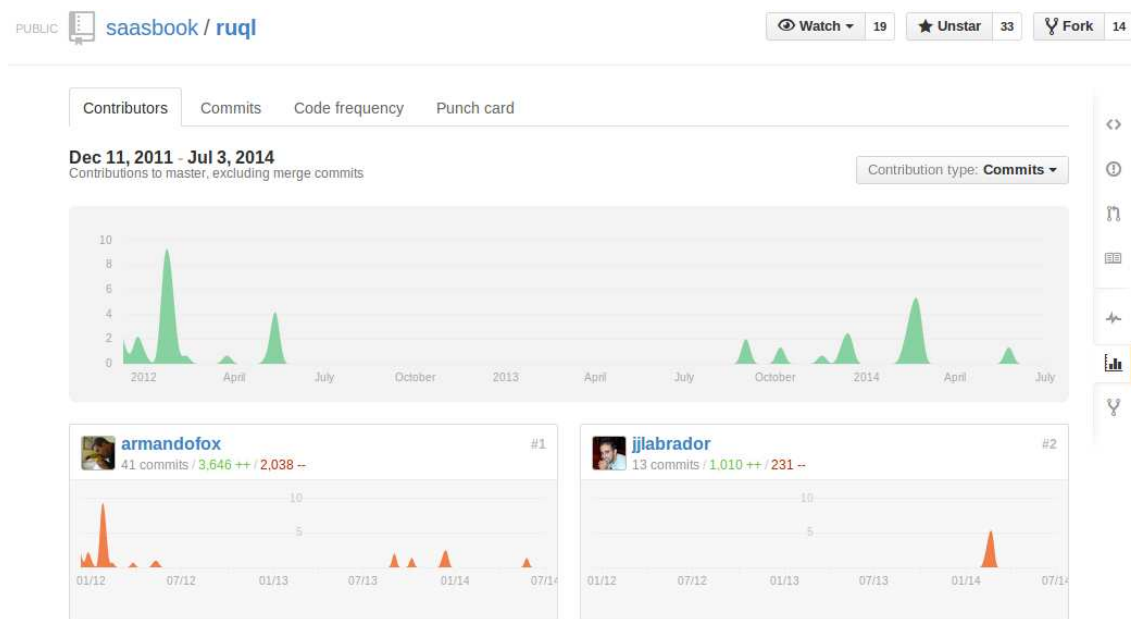 PUBLIC saasbook / ruql Watch 19 Unstar 33 Fork 14
Contributors Commits Code frequency Punch card
Dec 11, 2011 - Jul 3, 2014
Contributions to master, excluding merge commits
Contribution type: Commits
10
8
6
4
2
0
2012 April July October 2013 April July October 2014 April July
armandofox #1
41 commits / 3,646 ++ / 2,038 --
10
5
01/12 07/12 01/13 07/13 01/14 07/14
jjlabrador #2
13 commits / 1,010 ++ / 231 --
10
5
01/12 07/12 01/13 07/13 01/14 07/14